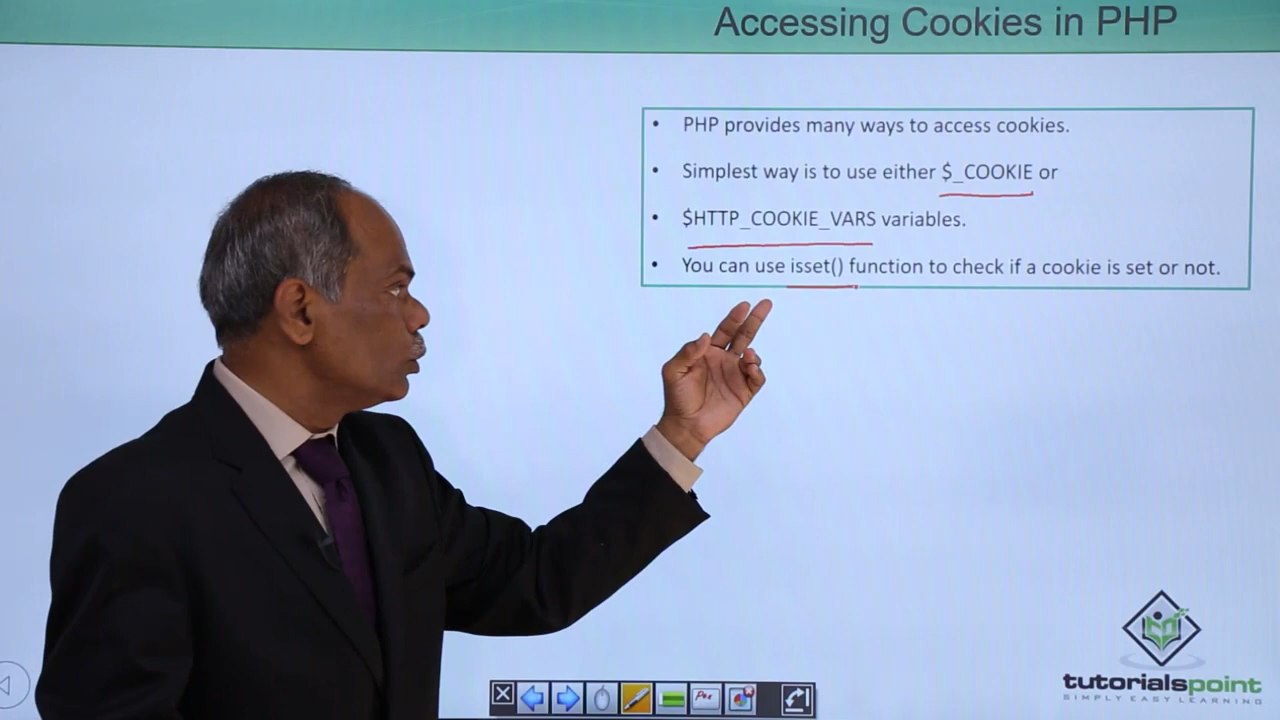 Accessing Cookies in PHP
• PHP provides many ways to access cookies.
• Simplest way is to use either $_COOKIE or
• $HTTP_COOKIE_VARS variables.
• You can use isset() function to check if a cookie is set or not.
Pen
tutorialspoint
SIMPLY EASY LEARNING